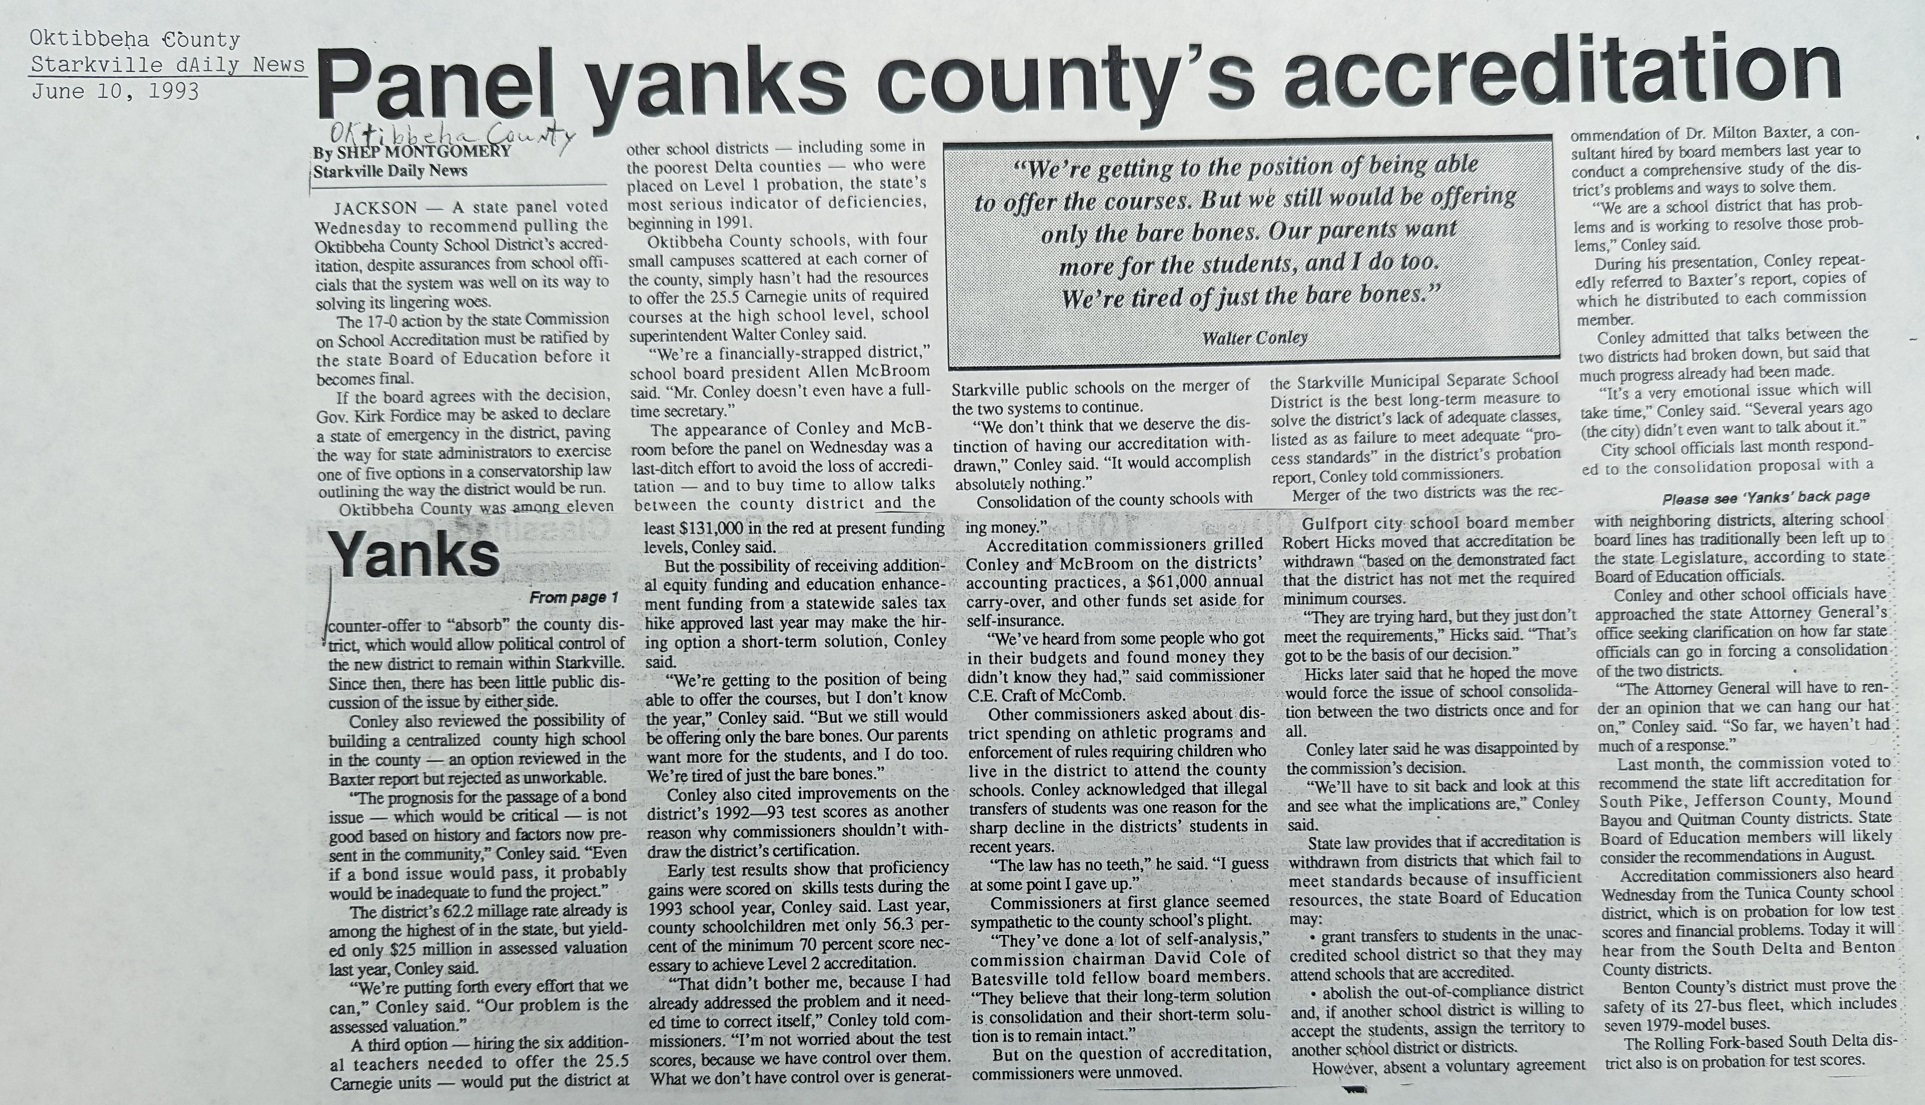 Oktibbeha County
Starkville dAily News
June 10, 1993
Panel yanks county's accreditation
Oktibbeha County
By SHEP MONTGOMERY
Starkville Daily News
JACKSON — A state panel voted
Wednesday to recommend pulling the
Oktibbeha County School District's accred-
itation, despite assurances from school offi-
cials that the system was well on its way to
solving its lingering woes.
The 17-0 action by the state Commission
on School Accreditation must be ratified by
the state Board of Education before it
becomes final.
If the board agrees with the decision,
Gov. Kirk Fordice may be asked to declare
a state of emergency in the district, paving
the way for state administrators to exercise
one of five options in a conservatorship law
outlining the way the district would be run.
Oktibbeha County was among eleven
other school districts — including some in
the poorest Delta counties — who were
placed on Level 1 probation, the state's
most serious indicator of deficiencies,
beginning in 1991.
Oktibbeha County schools, with four
small campuses scattered at each corner of
the county, simply hasn't had the resources
to offer the 25.5 Carnegie units of required
courses at the high school level, school
superintendent Walter Conley said.
"We're a financially-strapped district,"
school board president Allen McBroom
said. "Mr. Conley doesn't even have a full-
time secretary."
The appearance of Conley and McB-
room before the panel on Wednesday was a
last-ditch effort to avoid the loss of accredi-
tation — and to buy time to allow talks
between the county district and the
"We're getting to the position of being able
to offer the courses. But we still would be offering
only the bare bones. Our parents want
more for the students, and I do too.
We're tired of just the bare bones."
Walter Conley
Starkville public schools on the merger of
the two systems to continue.
"We don't think that we deserve the dis-
tinction of having our accreditation with-
drawn," Conley said. "It would accomplish
absolutely nothing."
Consolidation of the county schools with
the Starkville Municipal Separate School
District is the best long-term measure to
solve the district's lack of adequate classes,
listed as as failure to meet adequate "pro-
cess standards" in the district's probation
report, Conley told commissioners.
Merger of the two districts was the rec-
ommendation of Dr. Milton Baxter, a con-
sultant hired by board members last year to
conduct a comprehensive study of the dis-
trict's problems and ways to solve them.
"We are a school district that has prob-
lems and is working to resolve those prob-
lems," Conley said.
During his presentation, Conley repeat-
edly referred to Baxter's report, copies of
which he distributed to each commission
member.
Conley admitted that talks between the
two districts had broken down, but said that
much progress already had been made.
"It's a very emotional issue which will
take time," Conley said. "Several years ago
(the city) didn't even want to talk about it."
City school officials last month respond-
ed to the consolidation proposal with a
Please see 'Yanks' back page
Yanks
From page 1
counter-offer to "absorb" the county dis-
trict, which would allow political control of
the new district to remain within Starkville.
Since then, there has been little public dis-
cussion of the issue by either side.
Conley also reviewed the possibility of
building a centralized county high school
in the county — an option reviewed in the
Baxter report but rejected as unworkable.
"The prognosis for the passage of a bond
issue — which would be critical — is not
good based on history and factors now pre-
sent in the community," Conley said. "Even
if a bond issue would pass, it probably
would be inadequate to fund the project."
The district's 62.2 millage rate already is
among the highest of in the state, but yield-
ed only $25 million in assessed valuation
last year, Conley said.
"We're putting forth every effort that we
can," Conley said. "Our problem is the
assessed valuation."
A third option — hiring the six addition-
al teachers needed to offer the 25.5
Carnegie units — would put the district at
least $131,000 in the red at present funding
levels, Conley said.
But the possibility of receiving addition-
al equity funding and education enhance-
ment funding from a statewide sales tax
hike approved last year may make the hir-
ing option a short-term solution, Conley
said.
"We're getting to the position of being
able to offer the courses, but I don't know
the year," Conley said. "But we still would
be offering only the bare bones. Our parents
want more for the students, and I do too.
We're tired of just the bare bones."
Conley also cited improvements on the
district's 1992—93 test scores as another
reason why commissioners shouldn't with-
draw the district's certification.
Early test results show that proficiency
gains were scored on skills tests during the
1993 school year, Conley said. Last year,
county schoolchildren met only 56.3 per-
cent of the minimum 70 percent score nec-
essary to achieve Level 2 accreditation.
"That didn't bother me, because I had
already addressed the problem and it need-
ed time to correct itself," Conley told com-
missioners. "I'm not worried about the test
scores, because we have control over them.
What we don't have control over is generat-
ing money."
Accreditation commissioners grilled
Conley and McBroom on the districts'
accounting practices, a $61,000 annual
carry-over, and other funds set aside for
self-insurance.
"We've heard from some people who got
in their budgets and found money they
didn't know they had," said commissioner
C.E. Craft of McComb.
Other commissioners asked about dis-
trict spending on athletic programs and
enforcement of rules requiring children who
live in the district to attend the county
schools. Conley acknowledged that illegal
transfers of students was one reason for the
sharp decline in the districts' students in
recent years.
"The law has no teeth," he said. "I guess
at some point I gave up."
Commissioners at first glance seemed
sympathetic to the county school's plight.
"They've done a lot of self-analysis,"
commission chairman David Cole of
Batesville told fellow board members.
"They believe that their long-term solution
is consolidation and their short-term solu-
tion is to remain intact."
But on the question of accreditation,
commissioners were unmoved.
Gulfport city school board member
Robert Hicks moved that accreditation be
withdrawn "based on the demonstrated fact
that the district has not met the required
minimum courses.
"They are trying hard, but they just don't
meet the requirements," Hicks said. "That's
got to be the basis of our decision."
Hicks later said that he hoped the move
would force the issue of school consolida-
tion between the two districts once and for
all.
Conley later said he was disappointed by
the commission's decision.
"We'll have to sit back and look at this
and see what the implications are," Conley
said.
State law provides that if accreditation is
withdrawn from districts that which fail to
meet standards because of insufficient
resources, the state Board of Education
may:
• grant transfers to students in the unac-
credited school district so that they may
attend schools that are accredited.
• abolish the out-of-compliance district
and, if another school district is willing to
accept the students, assign the territory to
another school district or districts.
However, absent a voluntary agreement
with neighboring districts, altering school
board lines has traditionally been left up to
the state Legislature, according to state
Board of Education officials.
Conley and other school officials have
approached the state Attorney General's
office seeking clarification on how far state
officials can go in forcing a consolidation
of the two districts.
"The Attorney General will have to ren-
der an opinion that we can hang our hat
on," Conley said. "So far, we haven't had
much of a response."
Last month, the commission voted to
recommend the state lift accreditation for
South Pike, Jefferson County, Mound
Bayou and Quitman County districts. State
Board of Education members will likely
consider the recommendations in August.
Accreditation commissioners also heard
Wednesday from the Tunica County school
district, which is on probation for low test
scores and financial problems. Today it will
hear from the South Delta and Benton
County districts.
Benton County's district must prove the
safety of its 27-bus fleet, which includes
seven 1979-model buses.
The Rolling Fork-based South Delta dis-
trict also is on probation for test scores.